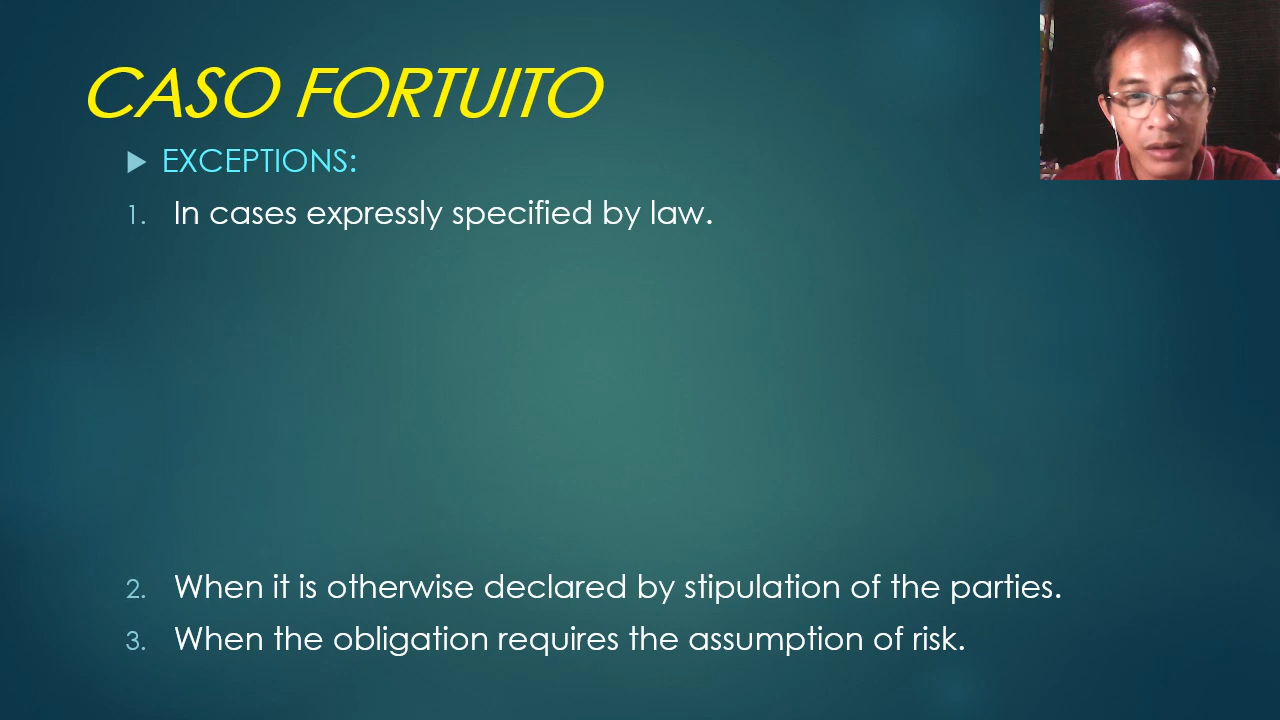 CASO FORTUITO
EXCEPTIONS:
1. In cases expressly specified by law.
2. When it is otherwise declared by stipulation of the parties.
3. When the obligation requires the assumption of risk.